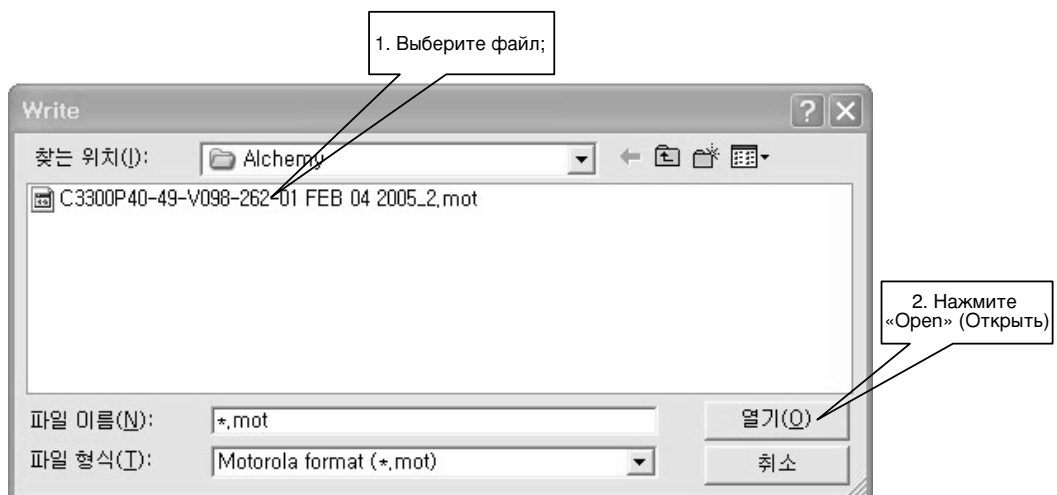 1. Выберите файл;
Write
찾는 위치(I):
Alchemy
C3300P40-49-V098-262-01 FEB 04 2005_2.mot
2. Нажмите
«Open» (Открыть)
파일 이름(N):
*.mot
열기(O)
파일 형식(T):
Motorola format (*.mot)
취소